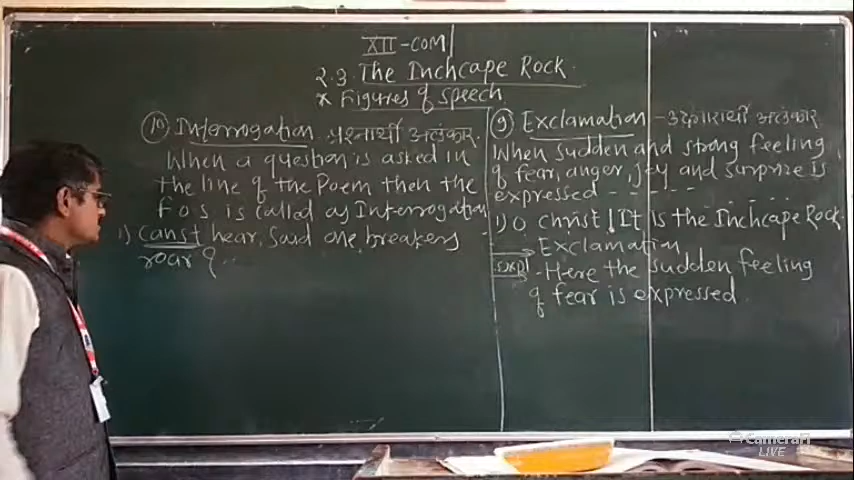 XII-COM
2.3. The Inchcape Rock.
* Figures of speech
10) Interrogation. प्रश्नार्थी अलंकार.
When a question is asked in
the line of the Poem then the
F o s is called as Interrogation
1) canst hear, said one breakers
roar ?
9) Exclamation - उद्गारार्थी अलंकार
When sudden and strong feeling
of fear, anger, joy and surprize is
expressed - - - - - -
1) O christ! It is the Inchcape Rock.
Exclamation
Exp! - Here the sudden feeling
of fear is expressed
CameraFi
LIVE